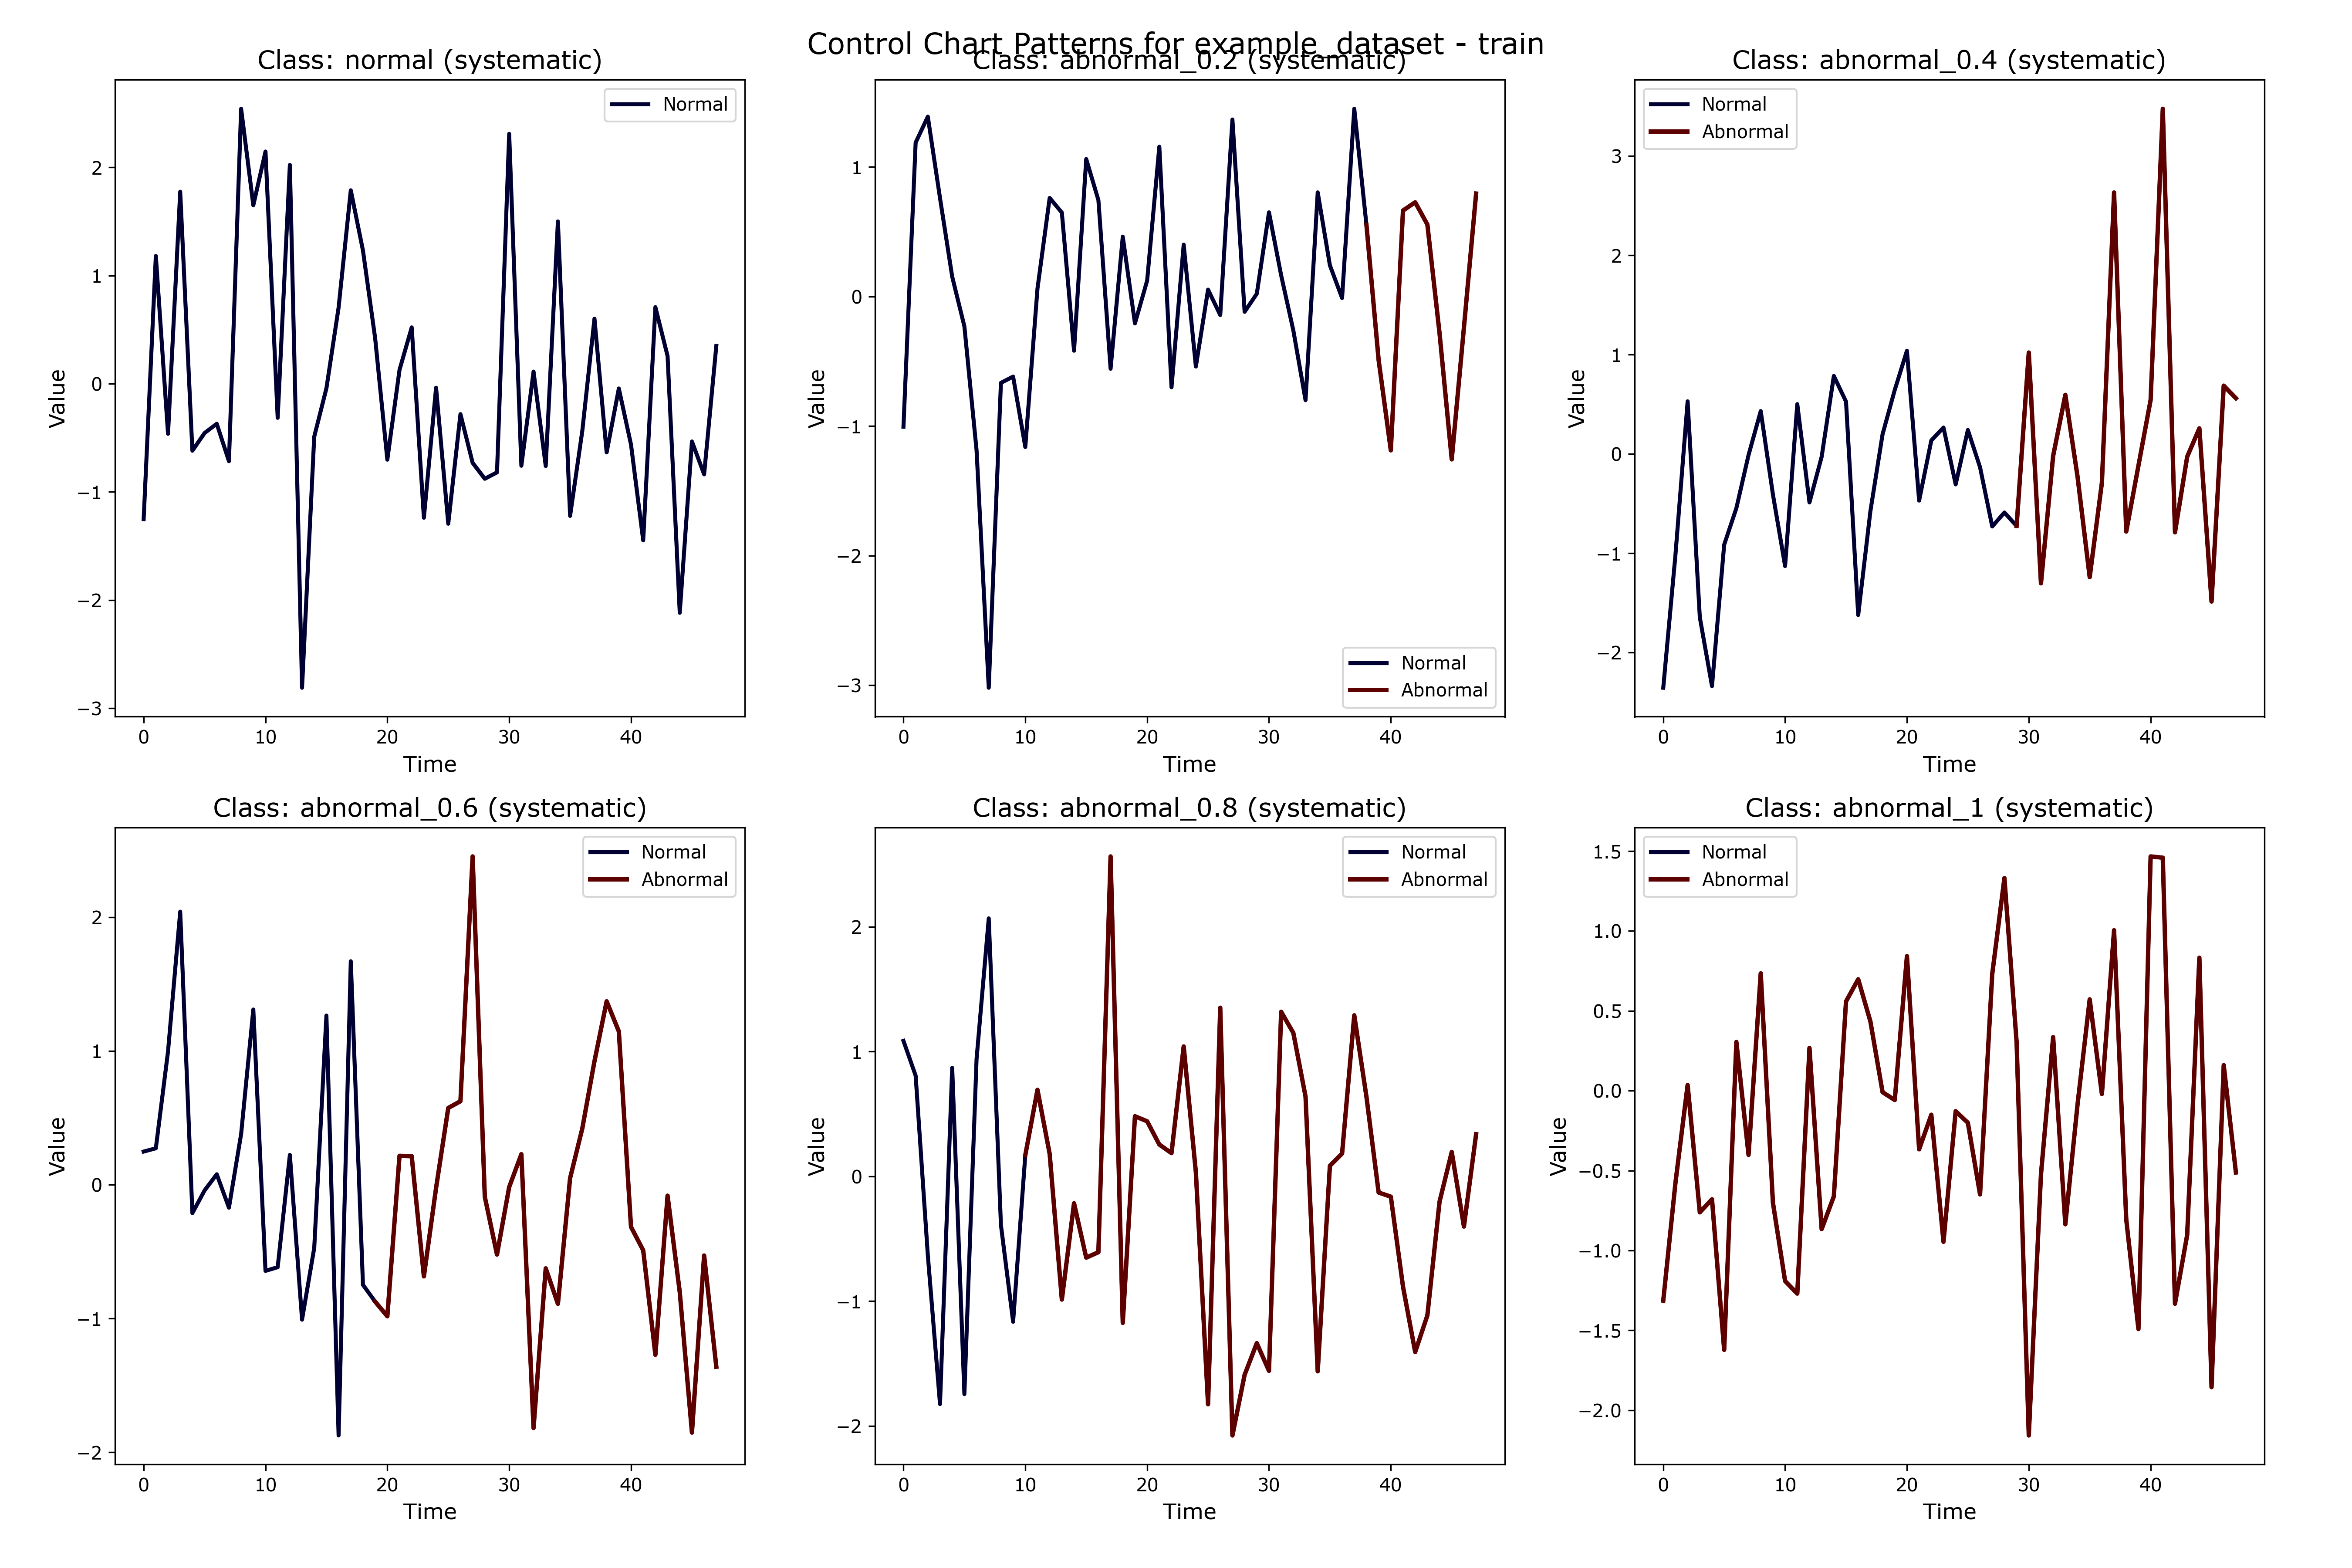 Control Chart Patterns for example_dataset - train
Class: normal (systematic)
Normal
2
1
0
−1
−2
−3
Value
0 10 20 30 40
Time
Class: abnormal_0.2 (systematic)
1
0
−1
−2
−3
Value
Normal
Abnormal
0 10 20 30 40
Time
Class: abnormal_0.4 (systematic)
Normal
Abnormal
3
2
1
0
−1
−2
Value
0 10 20 30 40
Time
Class: abnormal_0.6 (systematic)
Normal
Abnormal
2
1
0
−1
−2
Value
0 10 20 30 40
Time
Class: abnormal_0.8 (systematic)
Normal
Abnormal
2
1
0
−1
−2
Value
0 10 20 30 40
Time
Class: abnormal_1 (systematic)
Normal
Abnormal
1.5
1.0
0.5
0.0
−0.5
−1.0
−1.5
−2.0
Value
0 10 20 30 40
Time